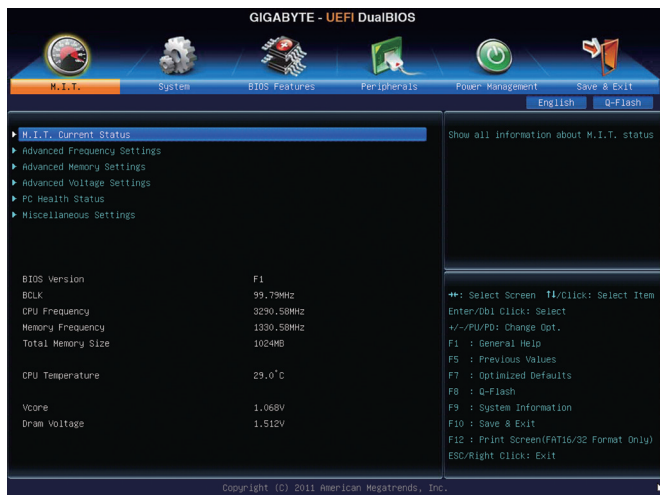 GIGABYTE - UEFI DualBIOS
M.I.T. System BIOS Features Peripherals Power Management Save & Exit
English Q-Flash
M.I.T. Current Status
Advanced Frequency Settings
Advanced Memory Settings
Advanced Voltage Settings
PC Health Status
Miscellaneous Settings
Show all information about M.I.T. status
BIOS Version F1
BCLK 99.79MHz
CPU Frequency 3290.58MHz
Memory Frequency 1330.58MHz
Total Memory Size 1024MB
CPU Temperature 29.0°C
Vcore 1.068V
Dram Voltage 1.512V
→←: Select Screen ↑↓/Click: Select Item
Enter/Dbl Click: Select
+/-/PU/PD: Change Opt.
F1 : General Help
F5 : Previous Values
F7 : Optimized Defaults
F8 : Q-Flash
F9 : System Information
F10 : Save & Exit
F12 : Print Screen(FAT16/32 Format Only)
ESC/Right Click: Exit
Copyright (C) 2011 American Megatrends, Inc.